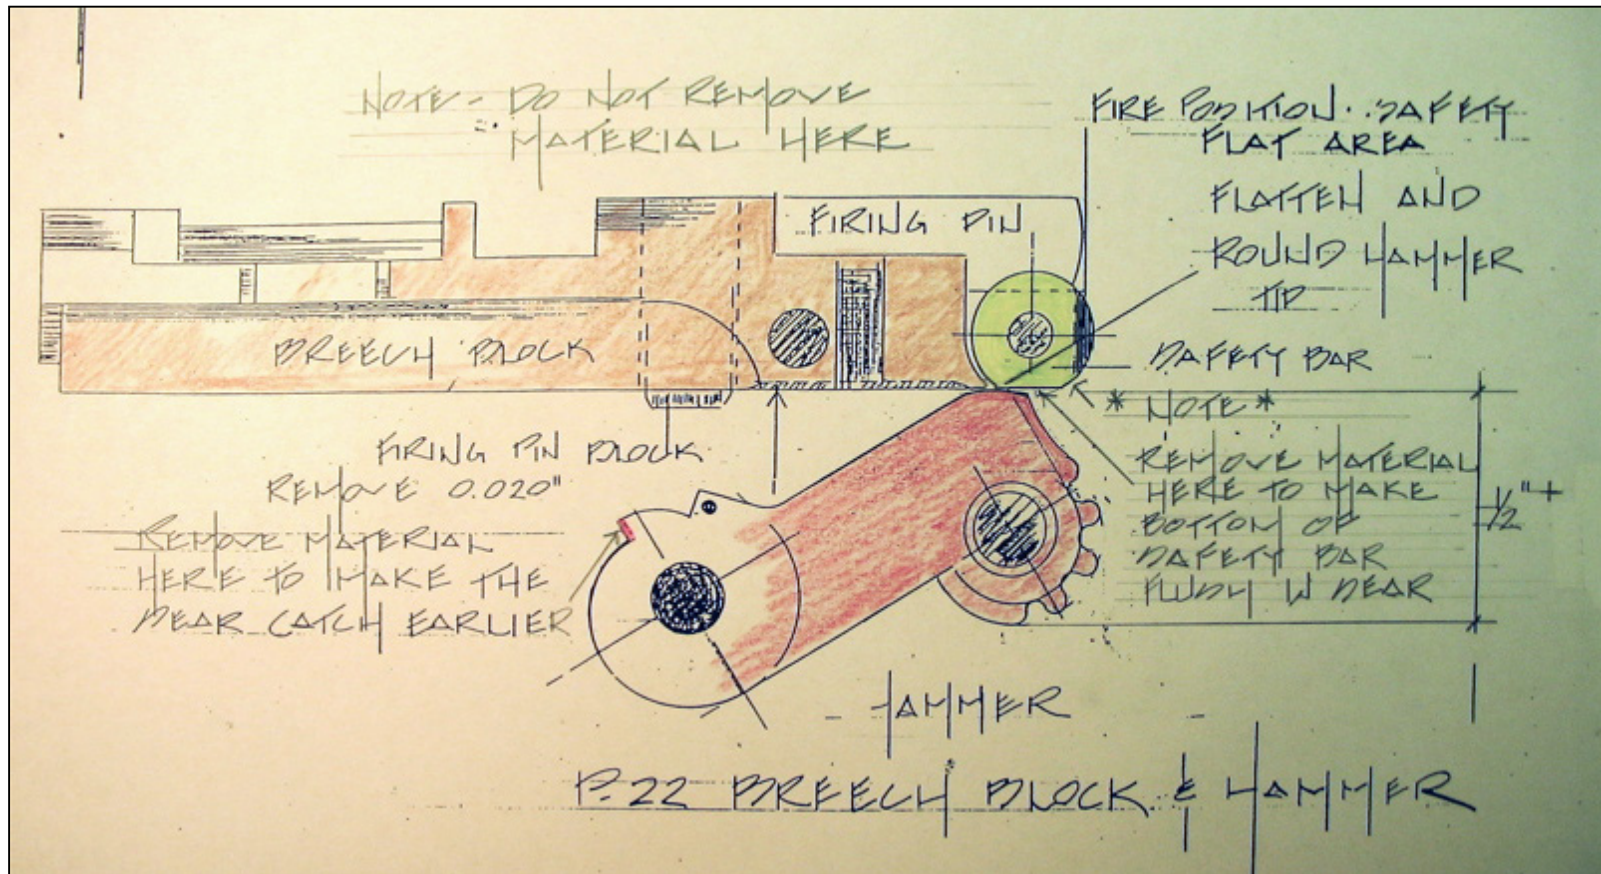 NOTE - DO NOT REMOVE
MATERIAL HERE
FIRE POSITION - SAFETY
FLAT AREA
FLATTEN AND
ROUND HAMMER
TIP
FIRING PIN
BREECH BLOCK
SAFETY BAR
* NOTE *
REMOVE MATERIAL
HERE TO MAKE
BOTTOM OF
SAFETY BAR
FLUSH W SEAR
1/2"+
FIRING PIN BLOCK
REMOVE 0.020"
REMOVE MATERIAL
HERE TO MAKE THE
SEAR CATCH EARLIER
HAMMER
P.22 BREECH BLOCK & HAMMER